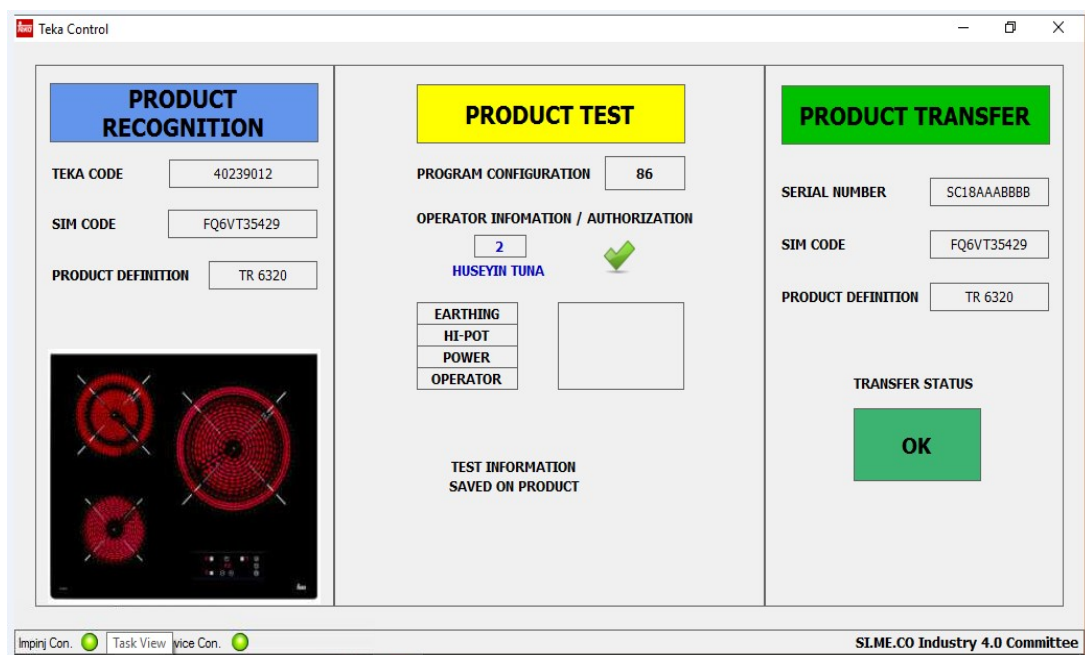 Teka Control
PRODUCT
RECOGNITION
TEKA CODE 40239012
SIM CODE FQ6VT35429
PRODUCT DEFINITION TR 6320
PRODUCT TEST
PROGRAM CONFIGURATION 86
OPERATOR INFOMATION / AUTHORIZATION
2
HUSEYIN TUNA
EARTHING
HI-POT
POWER
OPERATOR
TEST INFORMATION
SAVED ON PRODUCT
PRODUCT TRANSFER
SERIAL NUMBER SC18AAABBBB
SIM CODE FQ6VT35429
PRODUCT DEFINITION TR 6320
TRANSFER STATUS
OK
Impinj Con. Task View vice Con. SI.ME.CO Industry 4.0 Committee